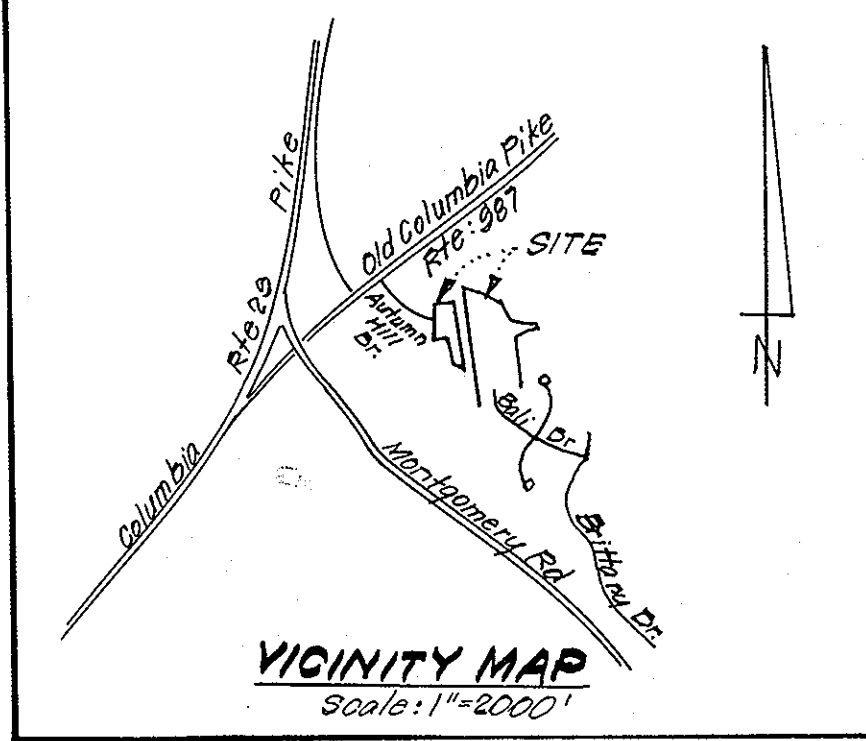 Pike
Old Columbia Pike
Rte: 987
SITE
Autumn
Hill
Dr.
Rte 29
N
Bali Dr
Columbia
Montgomery Rd
Brittany Dr.
VICINITY MAP
Scale: 1"=2000'